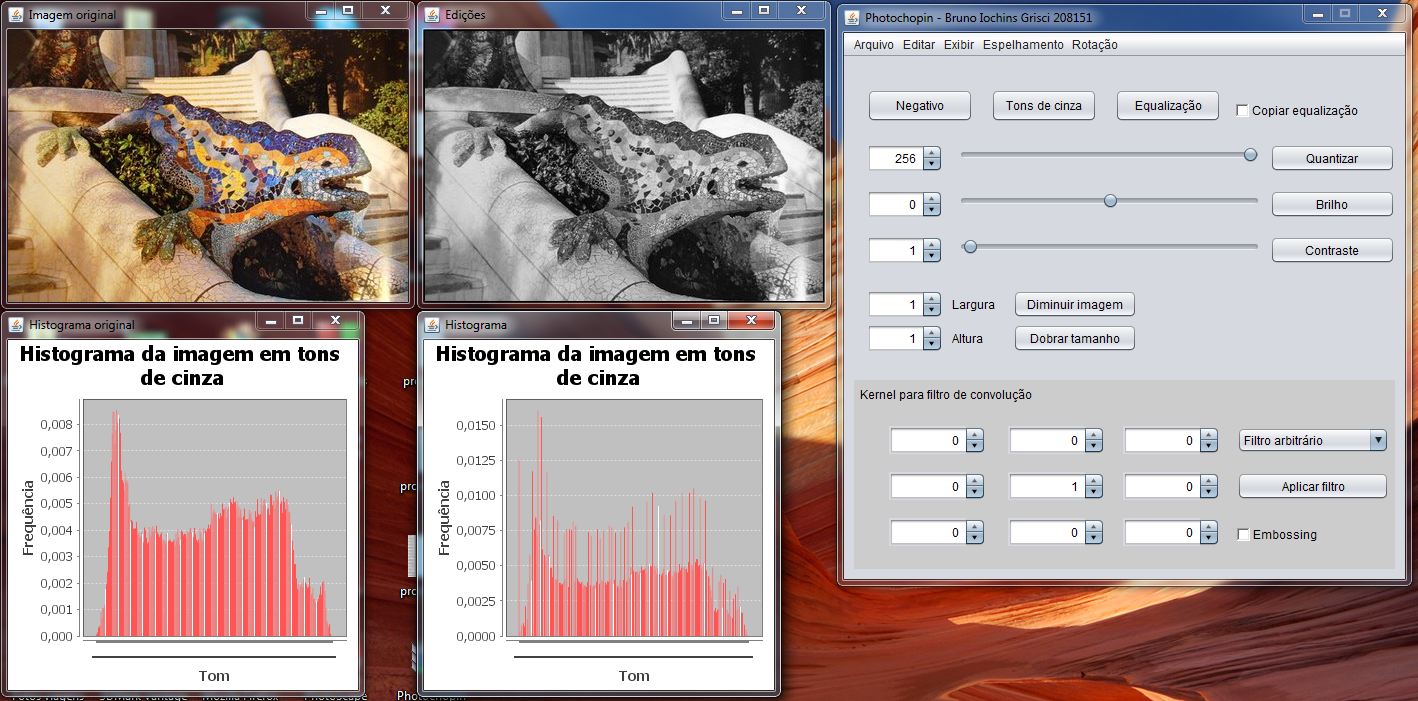 Imagem original
Edições
Photochopin - Bruno Iochins Grisci 208151
Arquivo Editar Exibir Espelhamento Rotação
Negativo Tons de cinza Equalização Copiar equalização
256 Quantizar
0 Brilho
1 Contraste
1 Largura Diminuir imagem
1 Altura Dobrar tamanho
Kernel para filtro de convolução
0 0 0 Filtro arbitrário
0 1 0 Aplicar filtro
0 0 0 Embossing
Histograma original
Histograma da imagem em tons
de cinza
0,008
0,007
0,006
0,005
0,004
0,003
0,002
0,001
0,000
Frequência
Tom
Histograma
Histograma da imagem em tons
de cinza
0,0150
0,0125
0,0100
0,0075
0,0050
0,0025
0,0000
Frequência
Tom